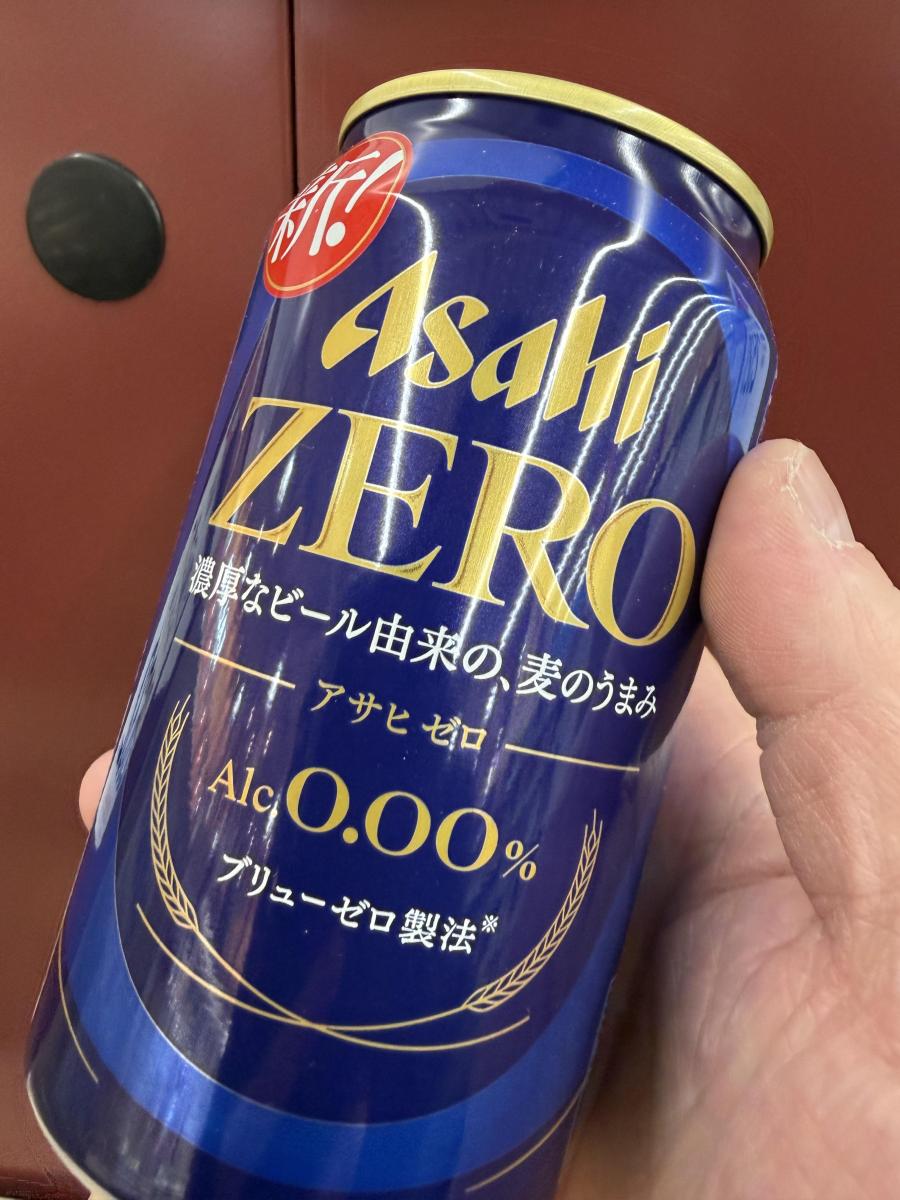 新!
Asahi
ZERO
濃厚なビール由来の、麦のうまみ
アサヒ ゼロ
Alc.0.00%
ブリューゼロ製法※